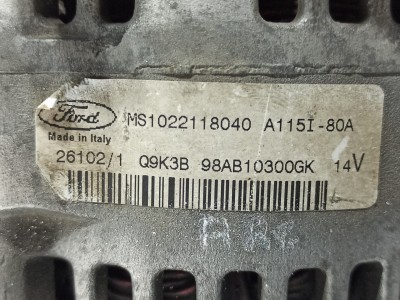 Ford MS1022118040 A115I-80A
Made in Italy
26102/1 Q9K3B 98AB10300GK 14V